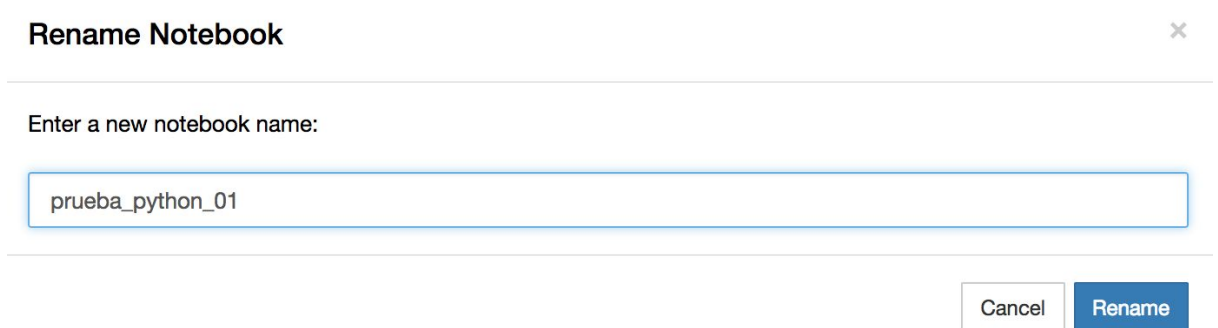 Rename Notebook
×
Enter a new notebook name:
prueba_python_01
Cancel Rename